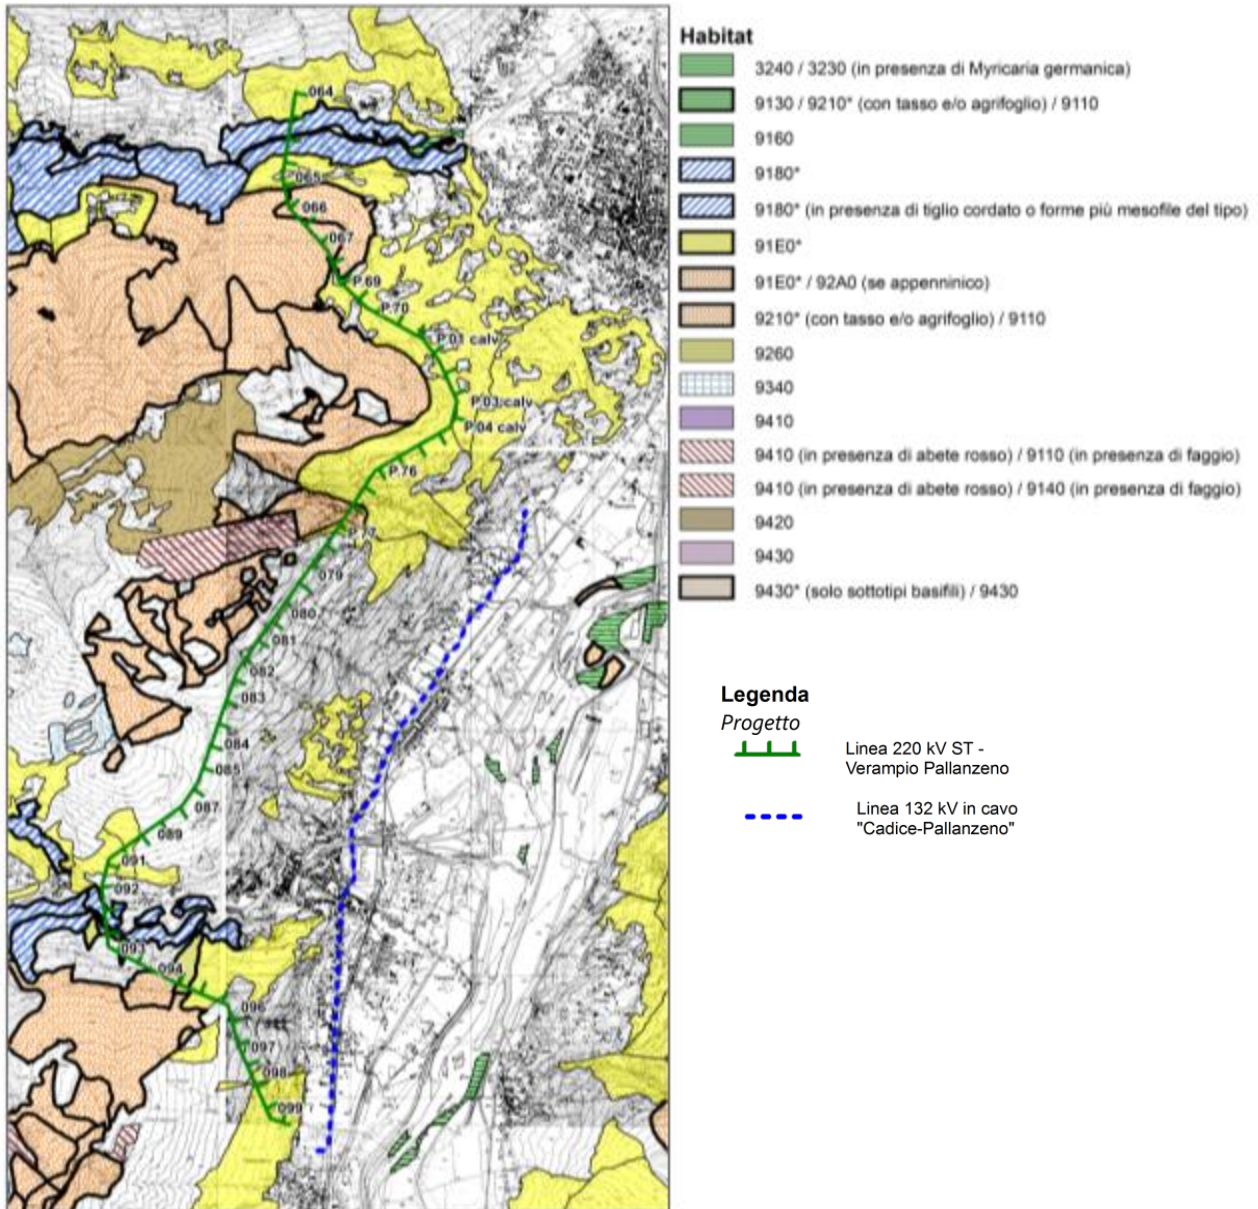 Habitat
3240 / 3230 (in presenza di Myricaria germanica)
9130 / 9210* (con tasso e/o agrifoglio) / 9110
9160
9180*
9180* (in presenza di tiglio cordato o forme più mesofile del tipo)
91E0*
91E0* / 92A0 (se appenninico)
9210* (con tasso e/o agrifoglio) / 9110
9260
9340
9410
9410 (in presenza di abete rosso) / 9110 (in presenza di faggio)
9410 (in presenza di abete rosso) / 9140 (in presenza di faggio)
9420
9430
9430* (solo sottotipi basifili) / 9430
Legenda
Progetto
Linea 220 kV ST -
Verampio Pallanzeno
Linea 132 kV in cavo
"Cadice-Pallanzeno"
064
065
066
067
P.69
P.70
P.01 calv
P.03 calv
P.04 calv
P.76
P.77
079
080
081
082
083
084
085
087
089
091
092
093
094
096
097
098
099